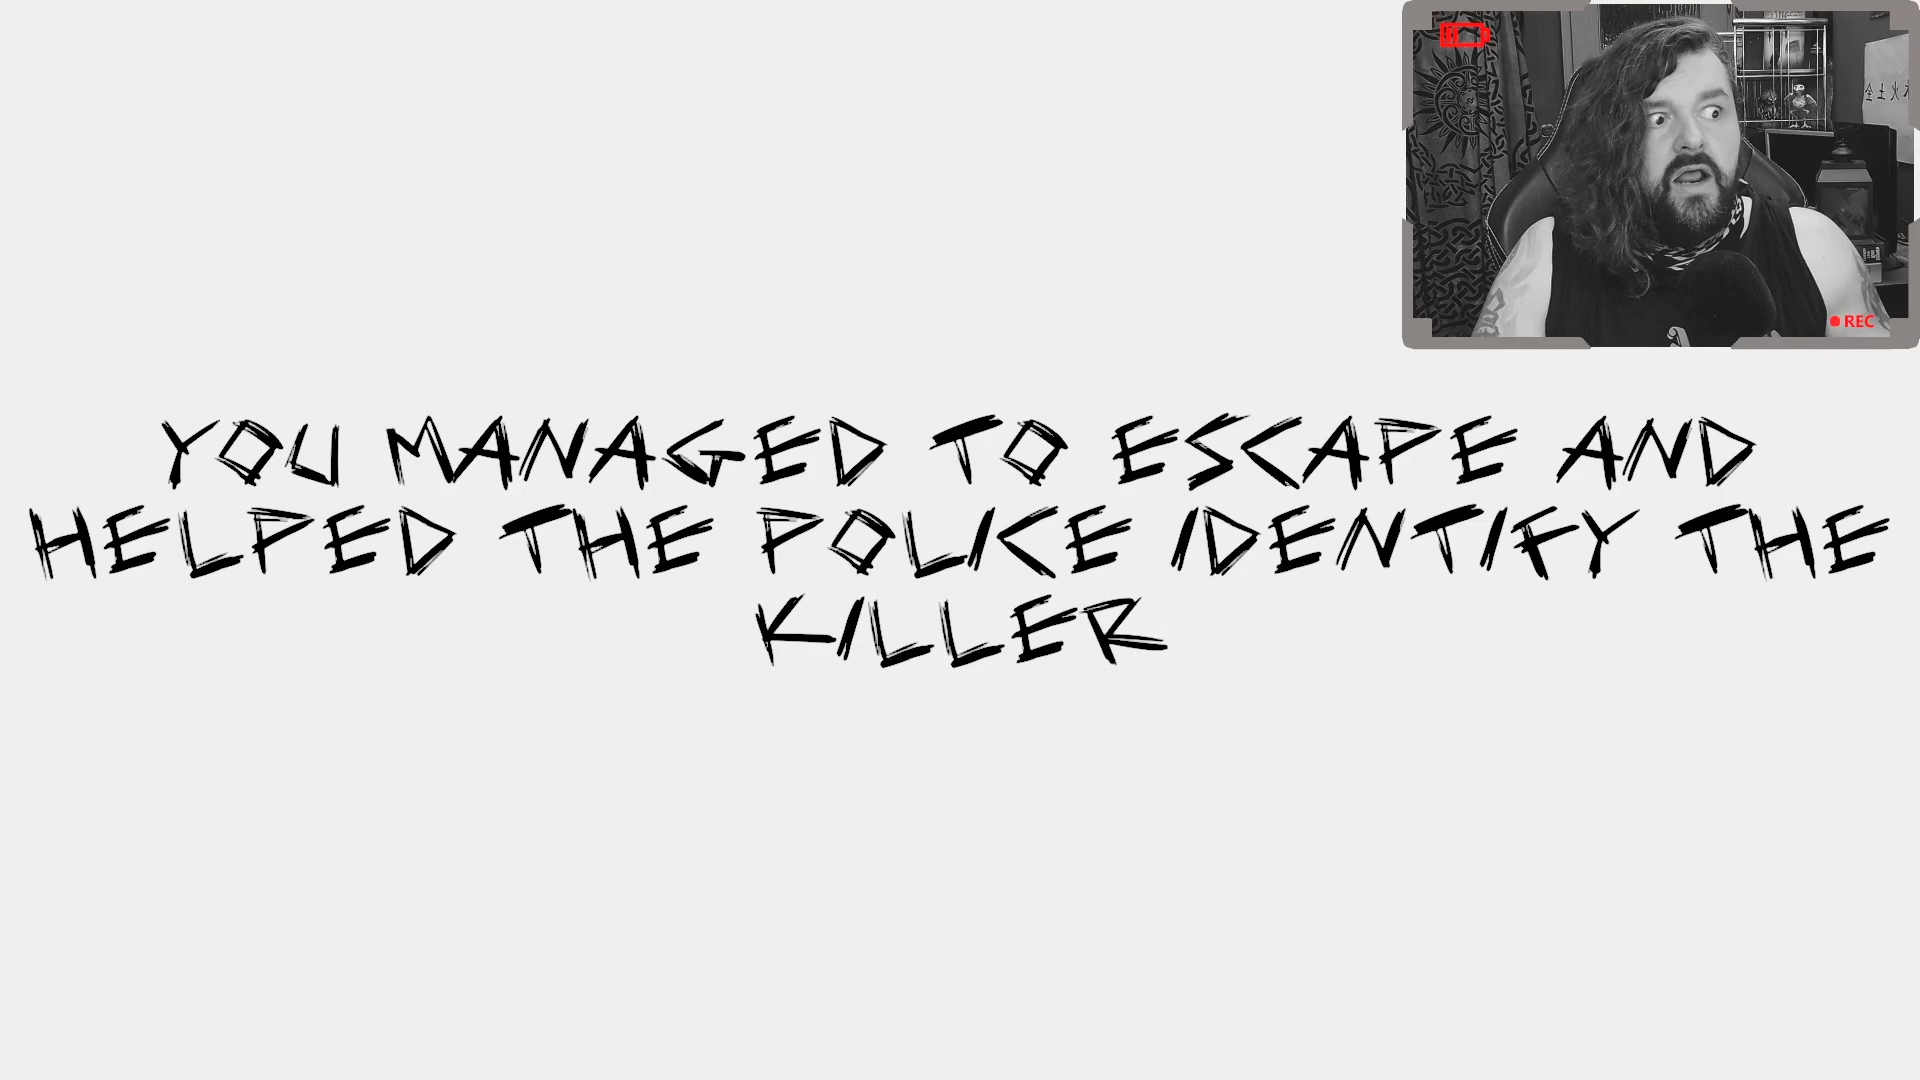 YOU MANAGED TO ESCAPE AND
HELPED THE POLICE IDENTIFY THE
KILLER
REC